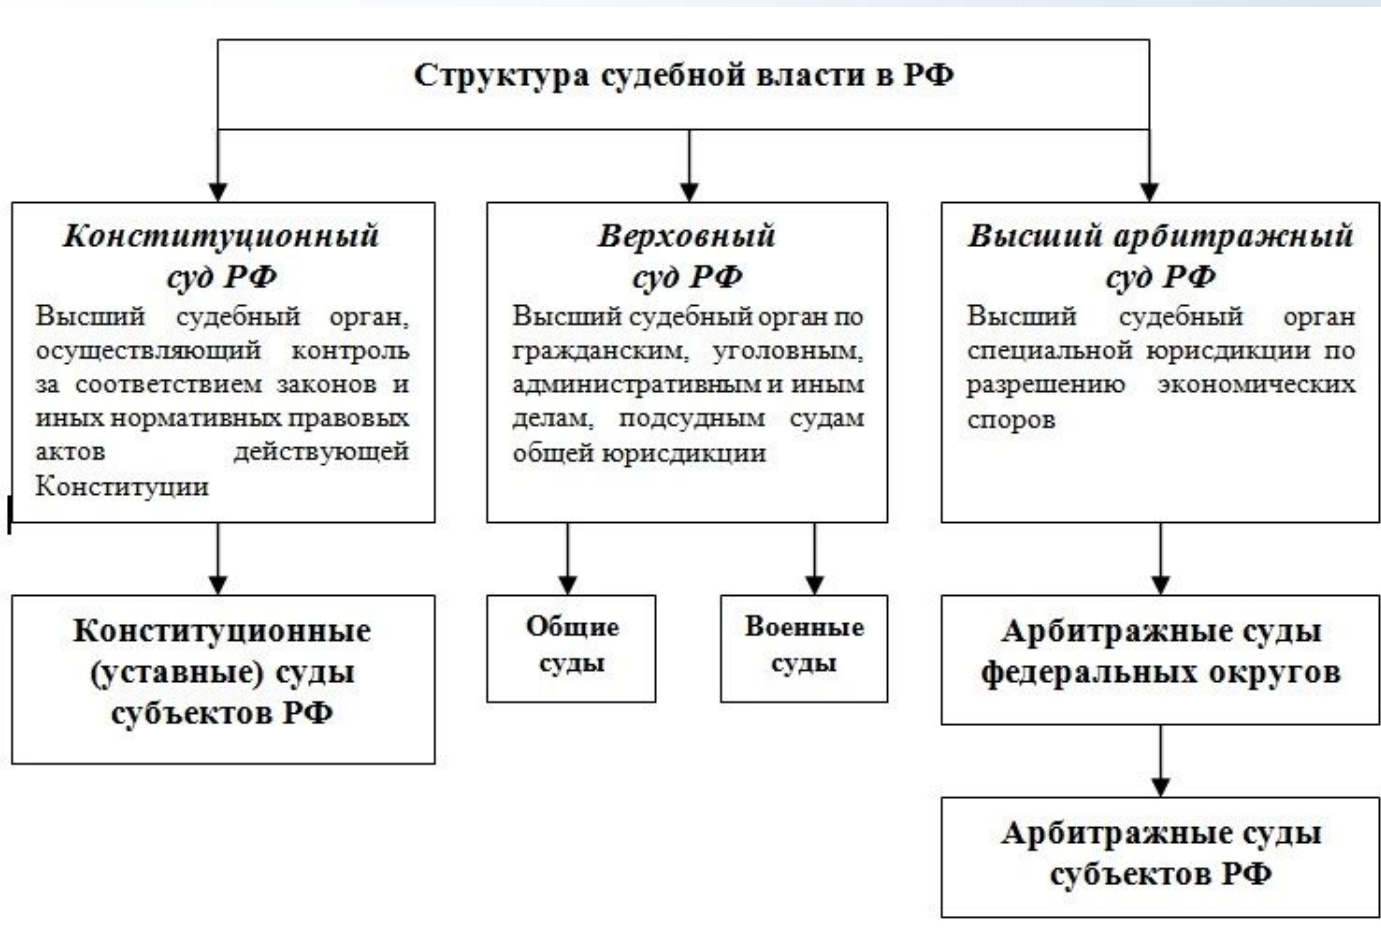 Структура судебной власти в РФ
Конституционный
суд РФ
Высший судебный орган,
осуществляющий контроль
за соответствием законов и
иных нормативных правовых
актов действующей
Конституции
Верховный
суд РФ
Высший судебный орган по
гражданским, уголовным,
административным и иным
делам, подсудным судам
общей юрисдикции
Высший арбитражный
суд РФ
Высший судебный орган
специальной юрисдикции по
разрешению экономических
споров
Конституционные
(уставные) суды
субъектов РФ
Общие
суды
Военные
суды
Арбитражные суды
федеральных округов
Арбитражные суды
субъектов РФ